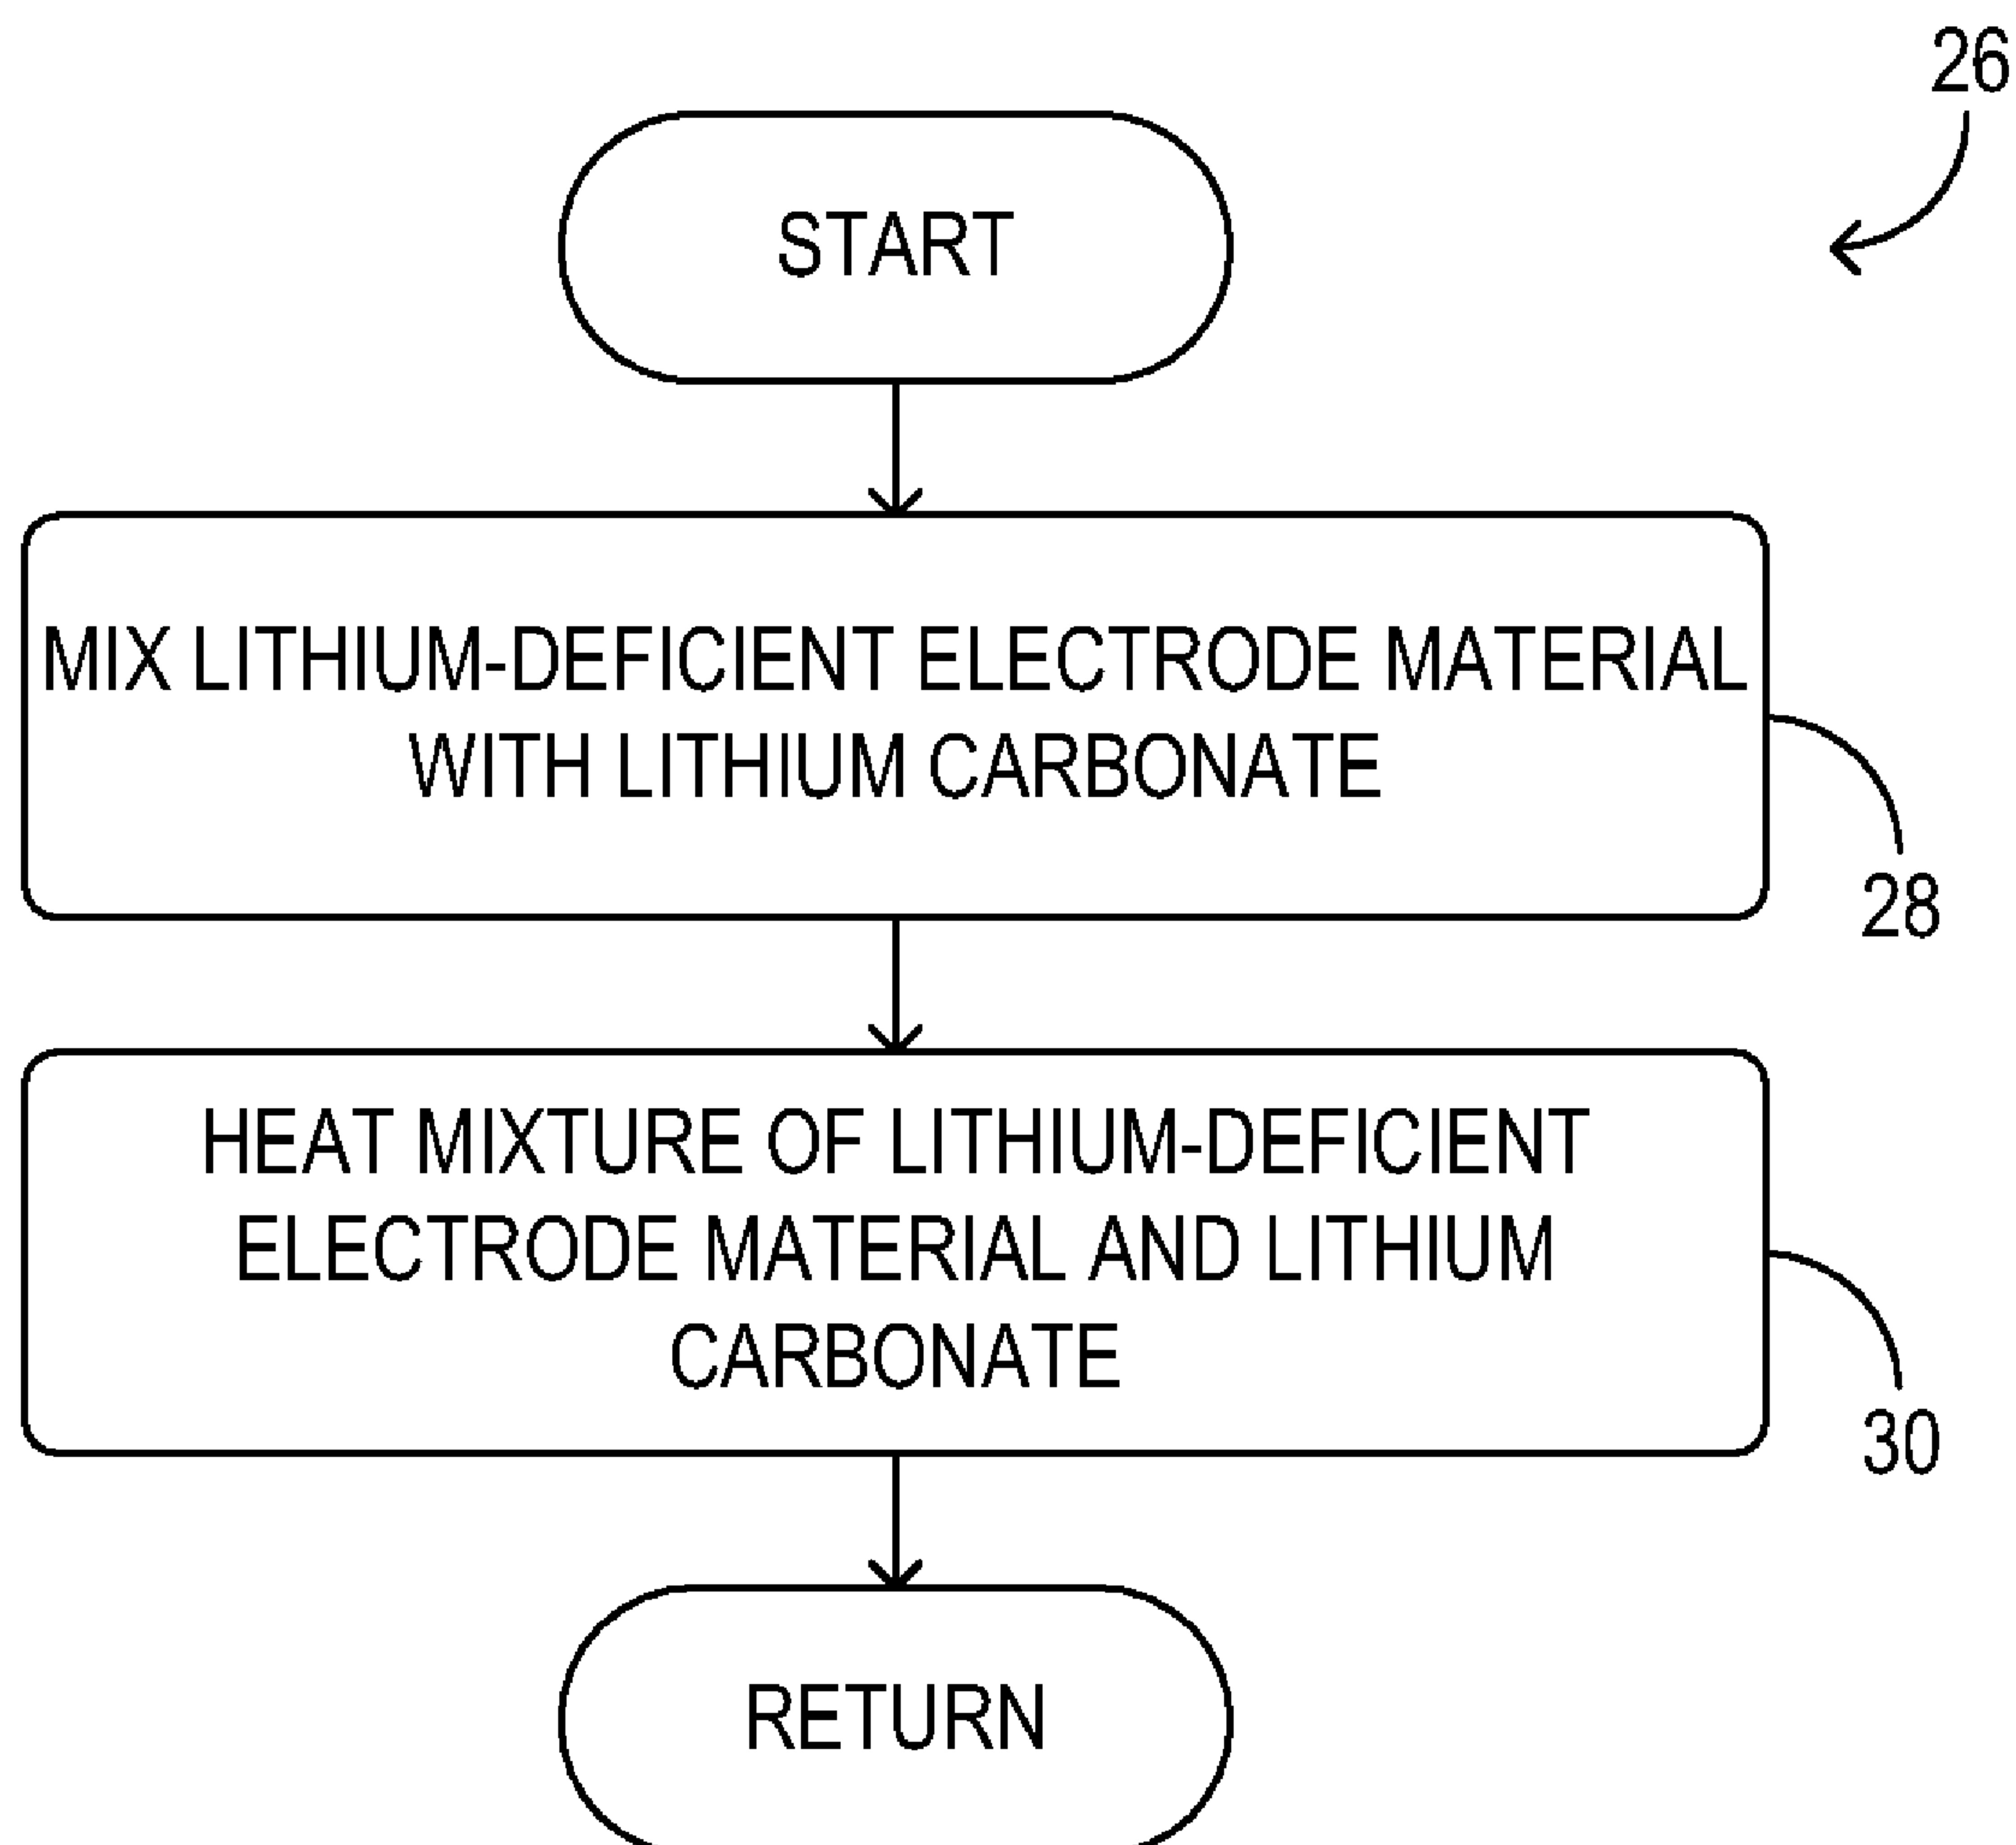 26
START
MIX LITHIUM-DEFICIENT ELECTRODE MATERIAL
WITH LITHIUM CARBONATE
28
HEAT MIXTURE OF LITHIUM-DEFICIENT
ELECTRODE MATERIAL AND LITHIUM
CARBONATE
30
RETURN